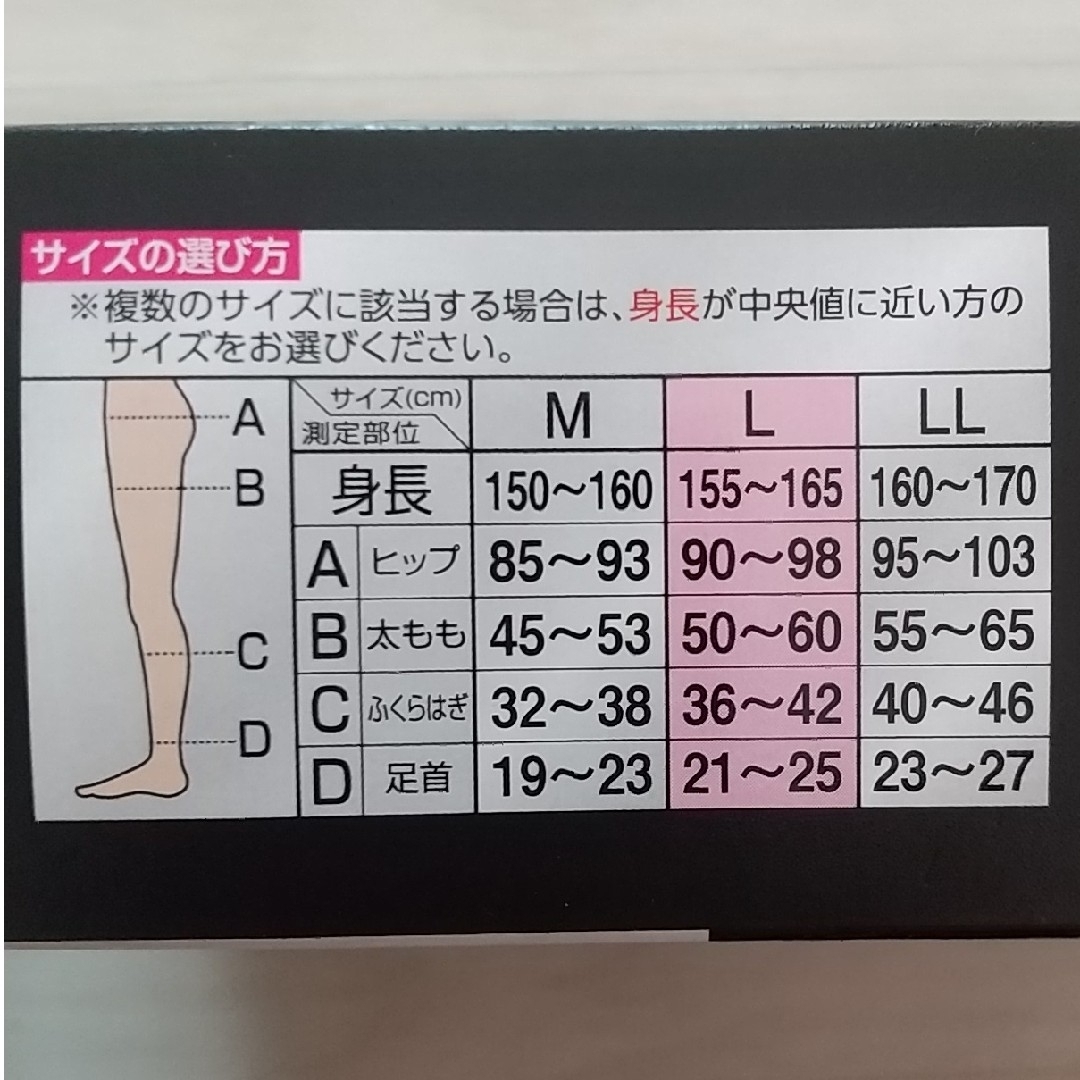 サイズの選び方
※複数のサイズに該当する場合は、身長が中央値に近い方の
サイズをお選びください。
A
B
C
D
サイズ(cm)
測定部位
M L LL
身長 150〜160 155〜165 160〜170
A ヒップ 85〜93 90〜98 95〜103
B 太もも 45〜53 50〜60 55〜65
C ふくらはぎ 32〜38 36〜42 40〜46
D 足首 19〜23 21〜25 23〜27